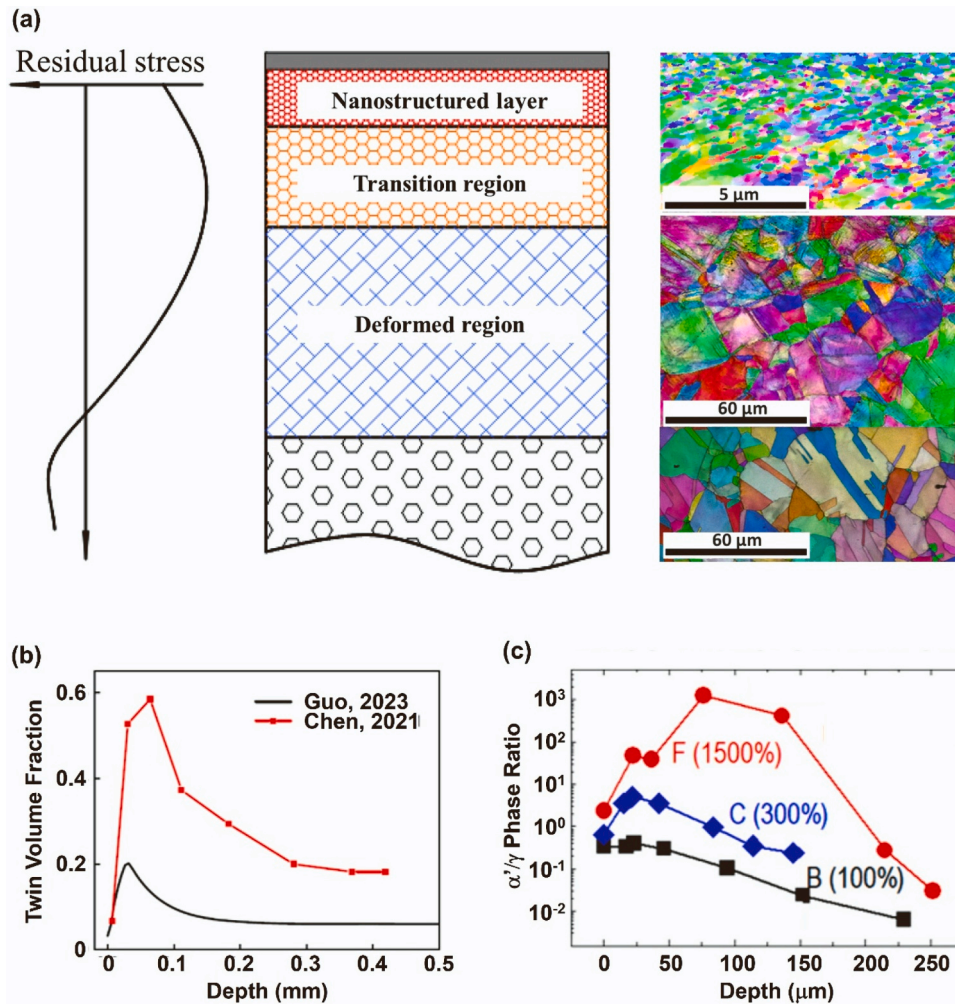 (a)
Residual stress
Nanostructured layer
Transition region
Deformed region
5 μm
60 μm
60 μm
(b)
Twin Volume Fraction
0.6
0.4
0.2
0
0
0.1
0.2
0.3
0.4
0.5
Depth (mm)
Guo, 2023
Chen, 2021
(c)
α'/γ Phase Ratio
10³
10²
10¹
10⁰
10⁻¹
10⁻²
F (1500%)
C (300%)
B (100%)
0
50
75
100
150
200
250
Depth (μm)